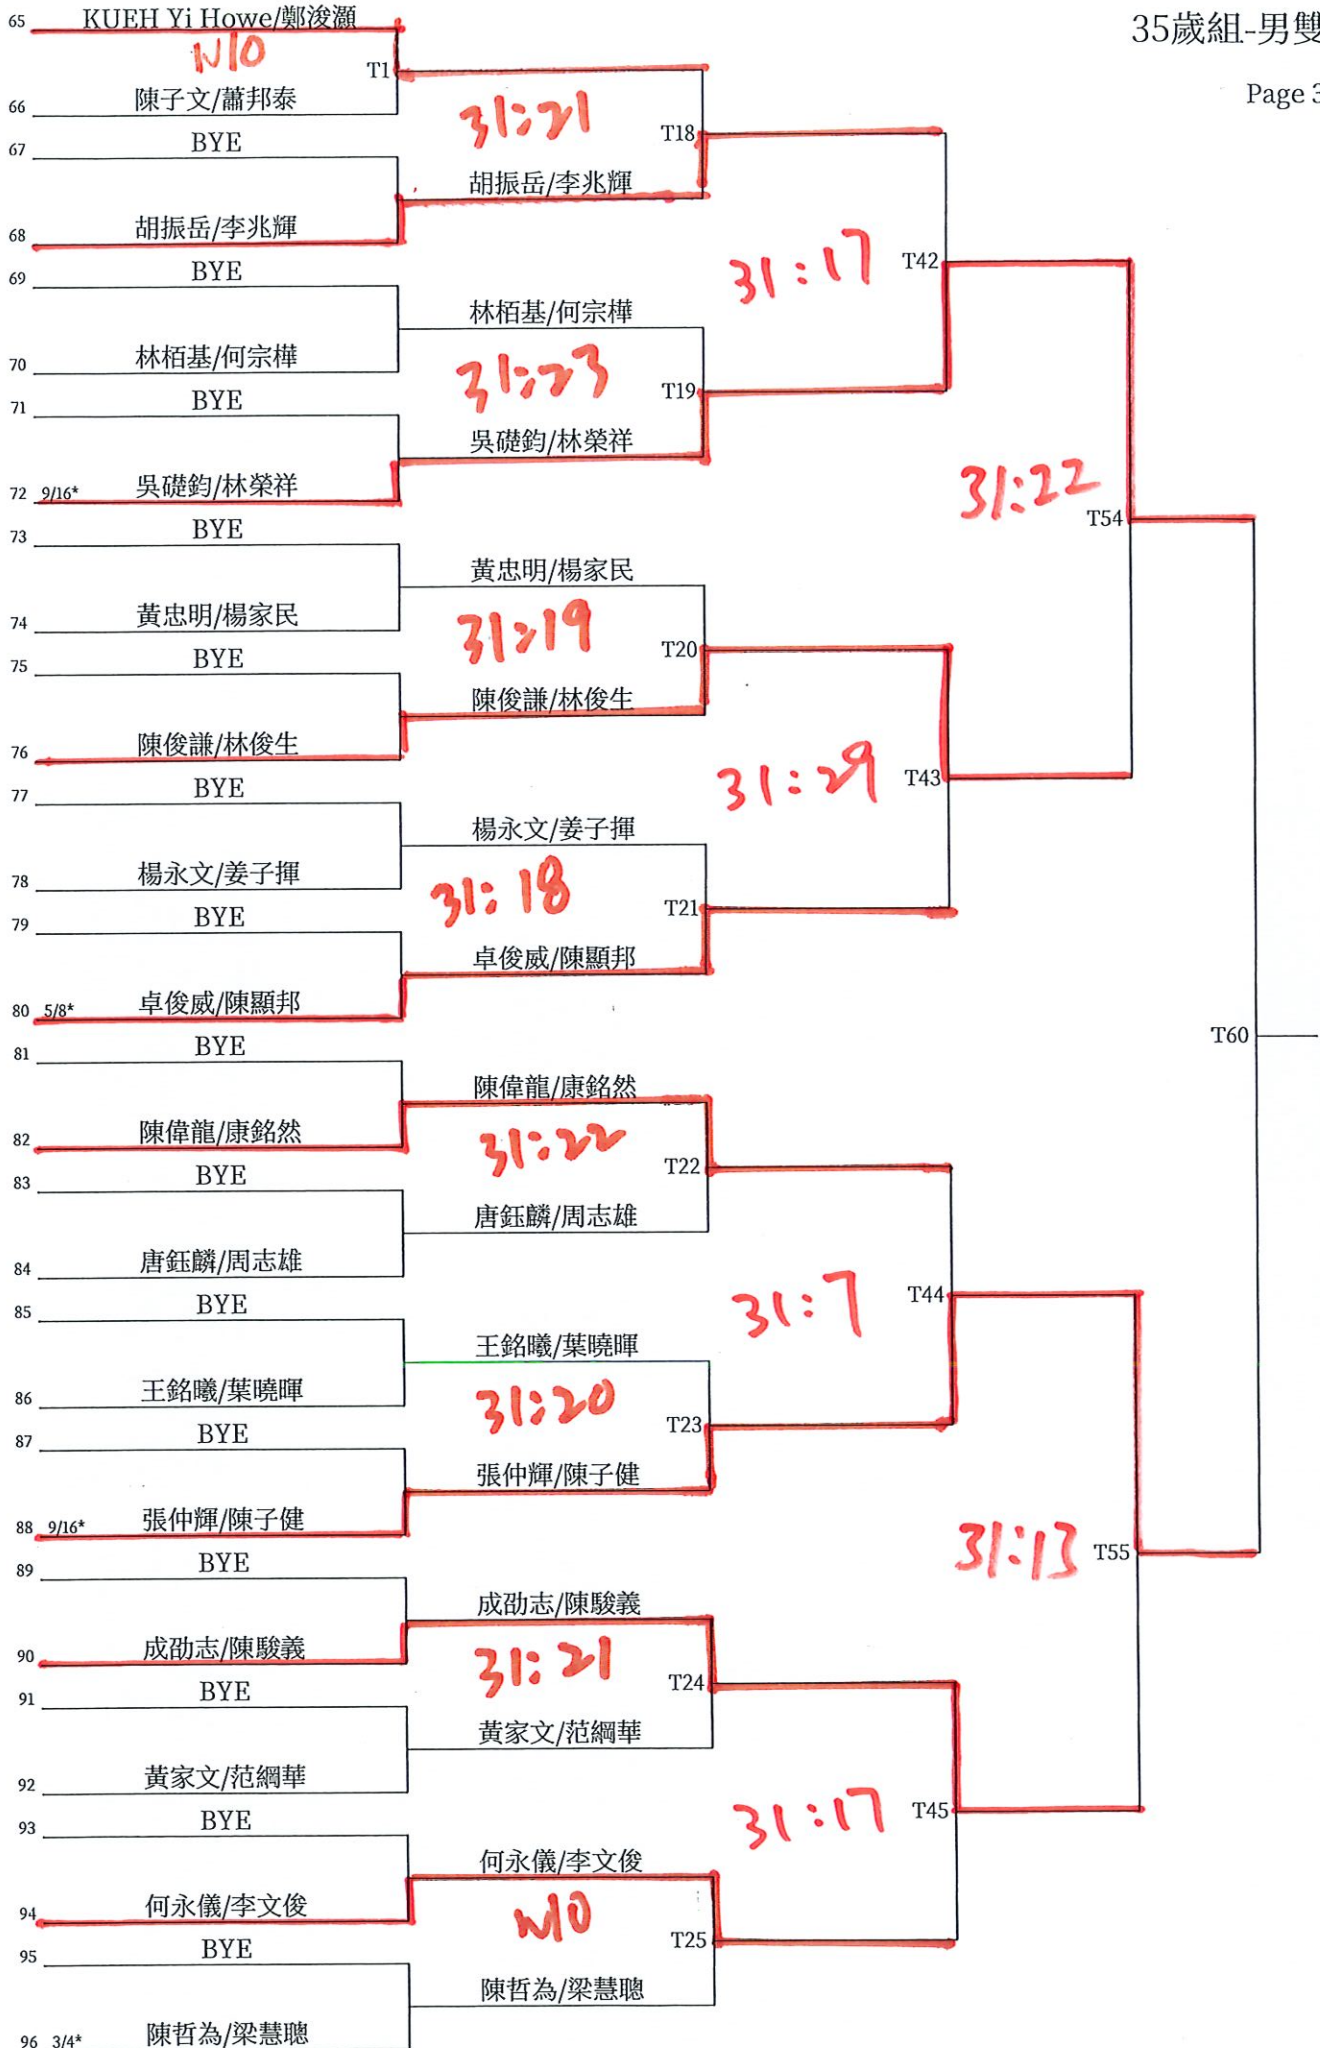 35歲組-男雙
Page 3
65 KUEH Yi Howe/鄭浚灝
W/O
T1
66 陳子文/蕭邦泰
31:21
T18
67 BYE
胡振岳/李兆輝
68 胡振岳/李兆輝
31:17
T42
69 BYE
林栢基/何宗樺
70 林栢基/何宗樺
31:23
T19
71 BYE
吳礎鈞/林榮祥
72 9/16* 吳礎鈞/林榮祥
31:22
T54
73 BYE
黃忠明/楊家民
74 黃忠明/楊家民
31:19
T20
75 BYE
陳俊謙/林俊生
76 陳俊謙/林俊生
31:29
T43
77 BYE
楊永文/姜子揮
78 楊永文/姜子揮
31:18
T21
79 BYE
卓俊威/陳顯邦
80 5/8* 卓俊威/陳顯邦
T60
81 BYE
陳偉龍/康銘然
82 陳偉龍/康銘然
31:22
T22
83 BYE
唐鈺麟/周志雄
84 唐鈺麟/周志雄
31:7
T44
85 BYE
王銘曦/葉曉暉
86 王銘曦/葉曉暉
31:20
T23
87 BYE
張仲輝/陳子健
88 9/16* 張仲輝/陳子健
31:13
T55
89 BYE
成劭志/陳駿義
90 成劭志/陳駿義
31:21
T24
91 BYE
黃家文/范綱華
92 黃家文/范綱華
31:17
T45
93 BYE
何永儀/李文俊
94 何永儀/李文俊
W/O
T25
95 BYE
陳哲為/梁慧聰
96 3/4* 陳哲為/梁慧聰